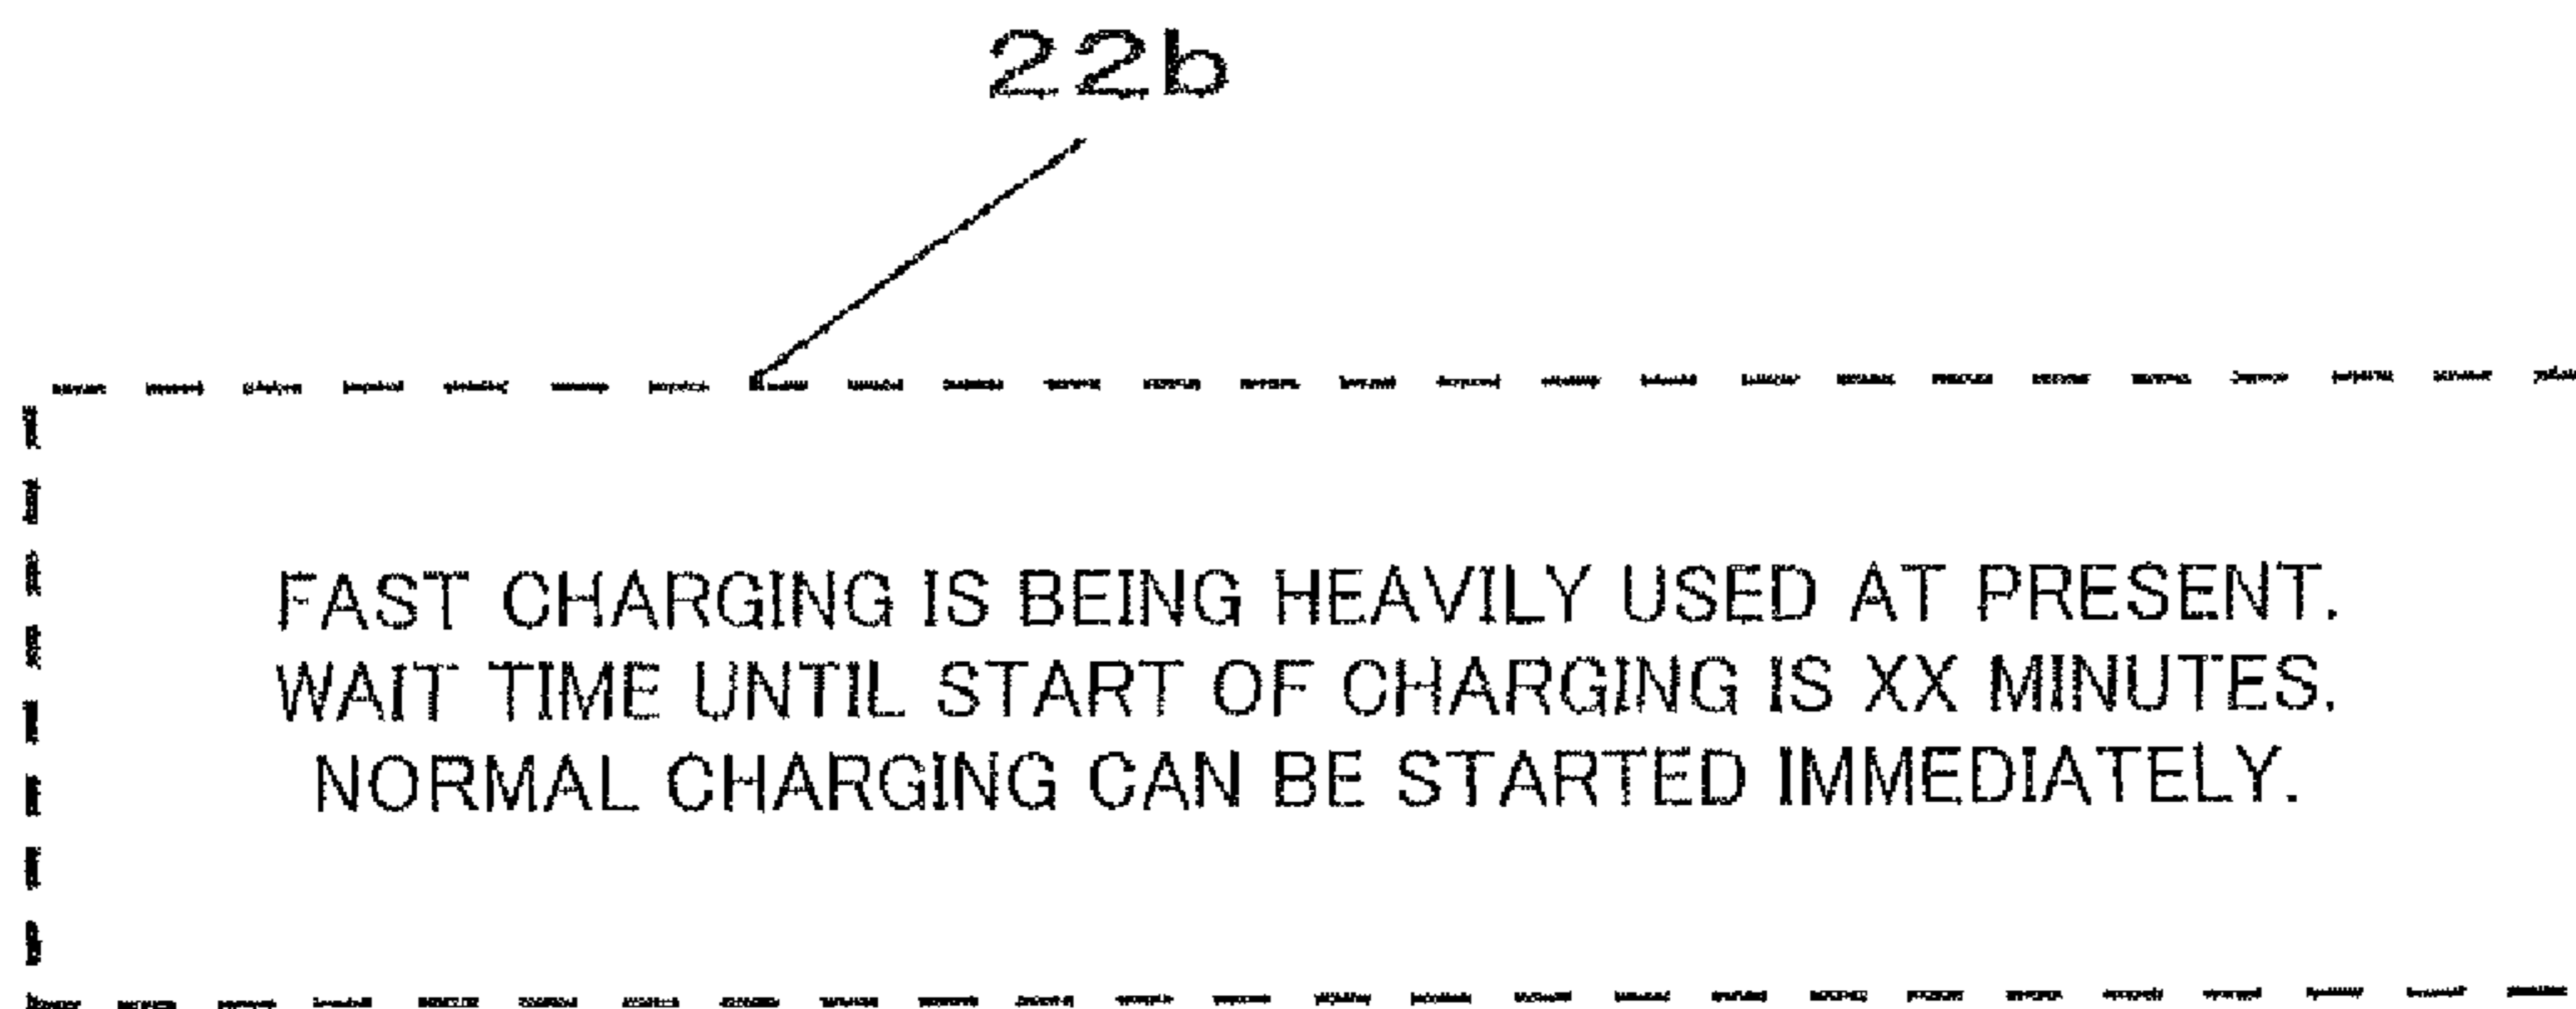 22b
FAST CHARGING IS BEING HEAVILY USED AT PRESENT.
WAIT TIME UNTIL START OF CHARGING IS XX MINUTES.
NORMAL CHARGING CAN BE STARTED IMMEDIATELY.